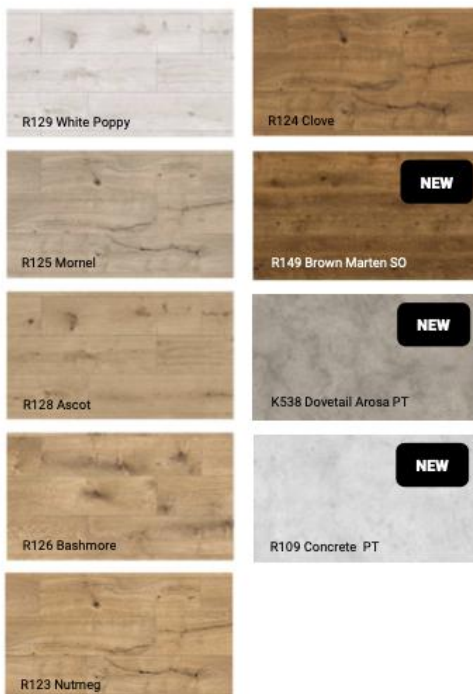 R129 White Poppy
R125 Mornel
R128 Ascot
R126 Bashmore
R123 Nutmeg
R124 Clove
NEW
R149 Brown Marten SO
NEW
K538 Dovetail Arosa PT
NEW
R109 Concrete PT